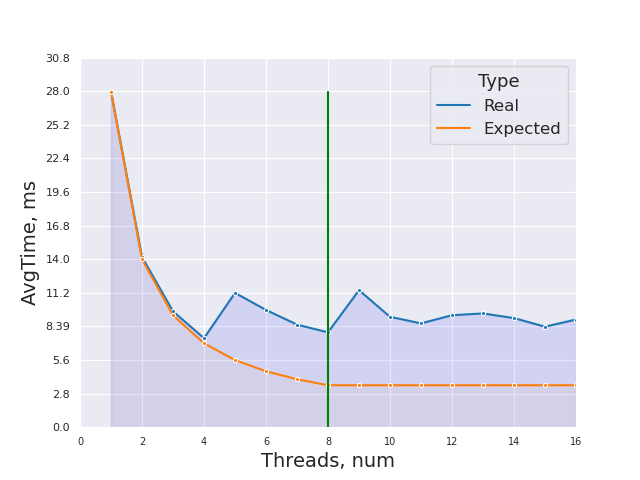 30.8
28.0
25.2
22.4
19.6
16.8
14.0
11.2
8.39
5.6
2.8
0.0
AvgTime, ms
Type
Real
Expected
0 2 4 6 8 10 12 14 16
Threads, num